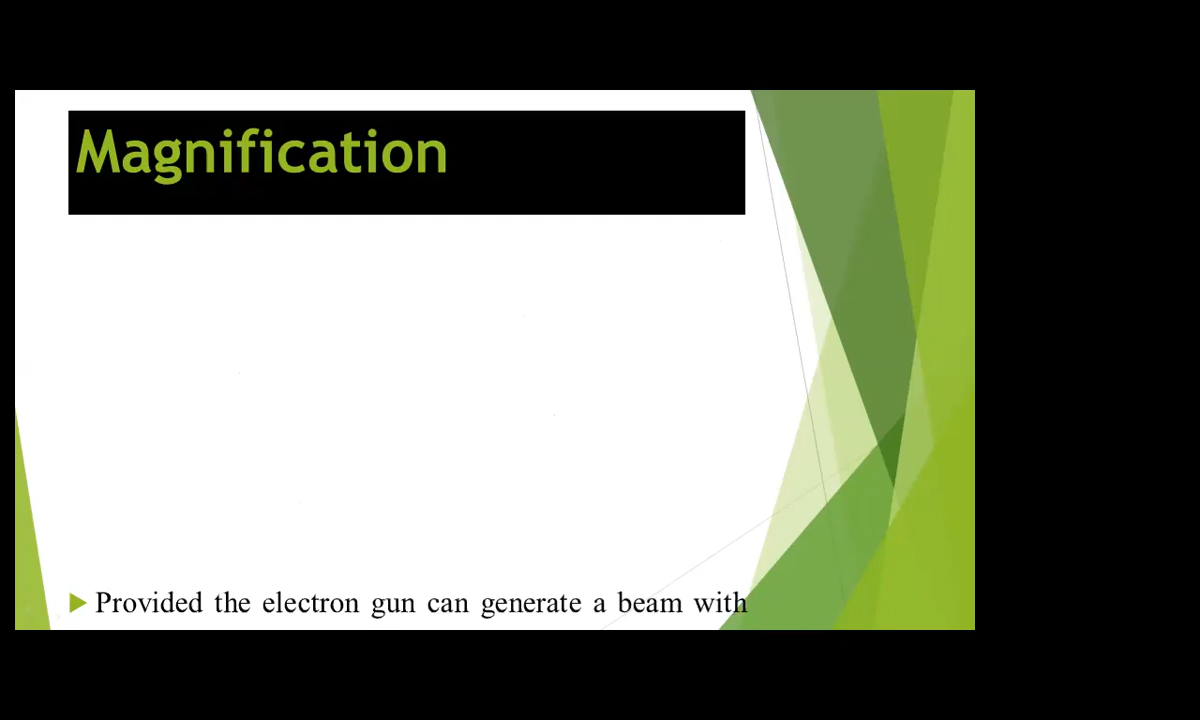 Magnification
Provided the electron gun can generate a beam with